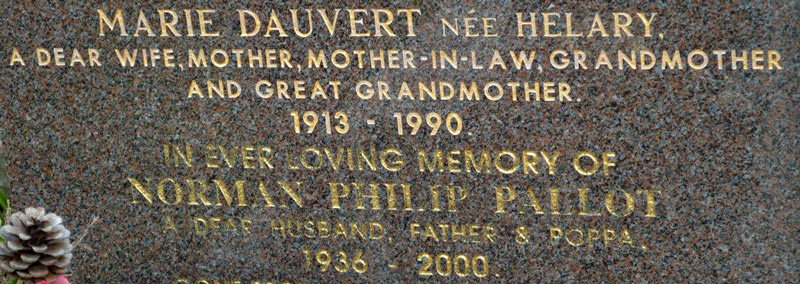 MARIE DAUVERT NÉE HELARY.
A DEAR WIFE, MOTHER, MOTHER-IN-LAW, GRANDMOTHER
AND GREAT GRANDMOTHER.
1913 - 1990.
IN EVER LOVING MEMORY OF
NORMAN PHILIP PALLOT
A DEAR HUSBAND, FATHER & POPPA.
1936 - 2000.